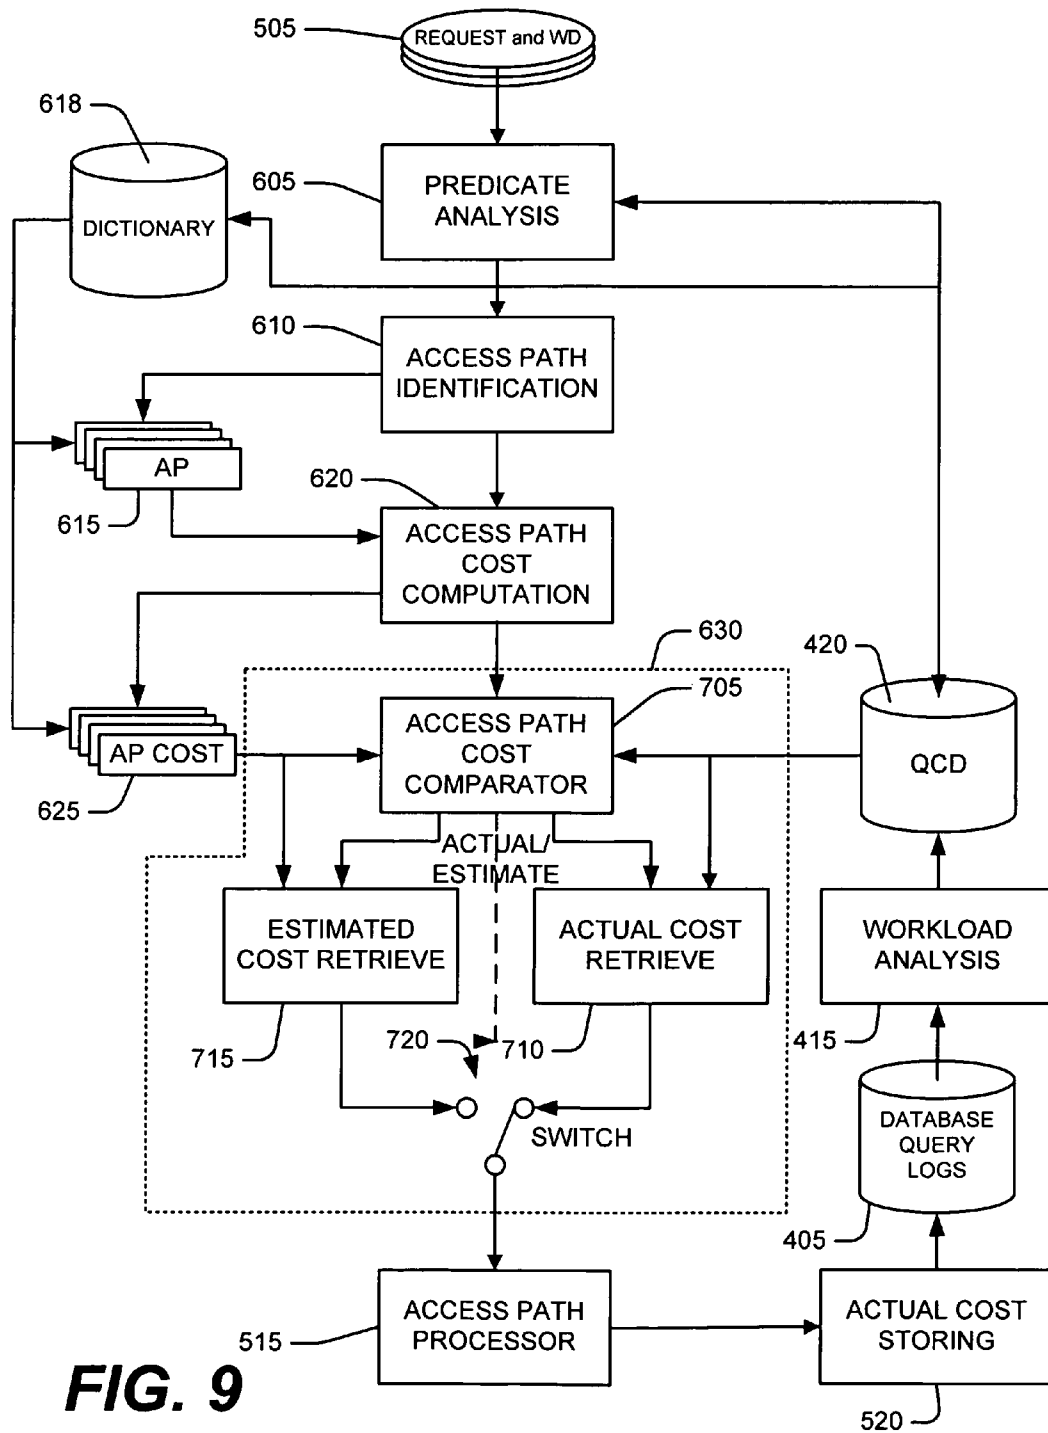 505
REQUEST and WD
618
605
PREDICATE
ANALYSIS
DICTIONARY
610
ACCESS PATH
IDENTIFICATION
AP
615
620
ACCESS PATH
COST
COMPUTATION
630
420
705
ACCESS PATH
COST
COMPARATOR
AP COST
625
QCD
ACTUAL/
ESTIMATE
ESTIMATED
COST RETRIEVE
ACTUAL COST
RETRIEVE
WORKLOAD
ANALYSIS
715
720
710
415
SWITCH
DATABASE
QUERY
LOGS
405
515
ACCESS PATH
PROCESSOR
ACTUAL COST
STORING
520
FIG. 9